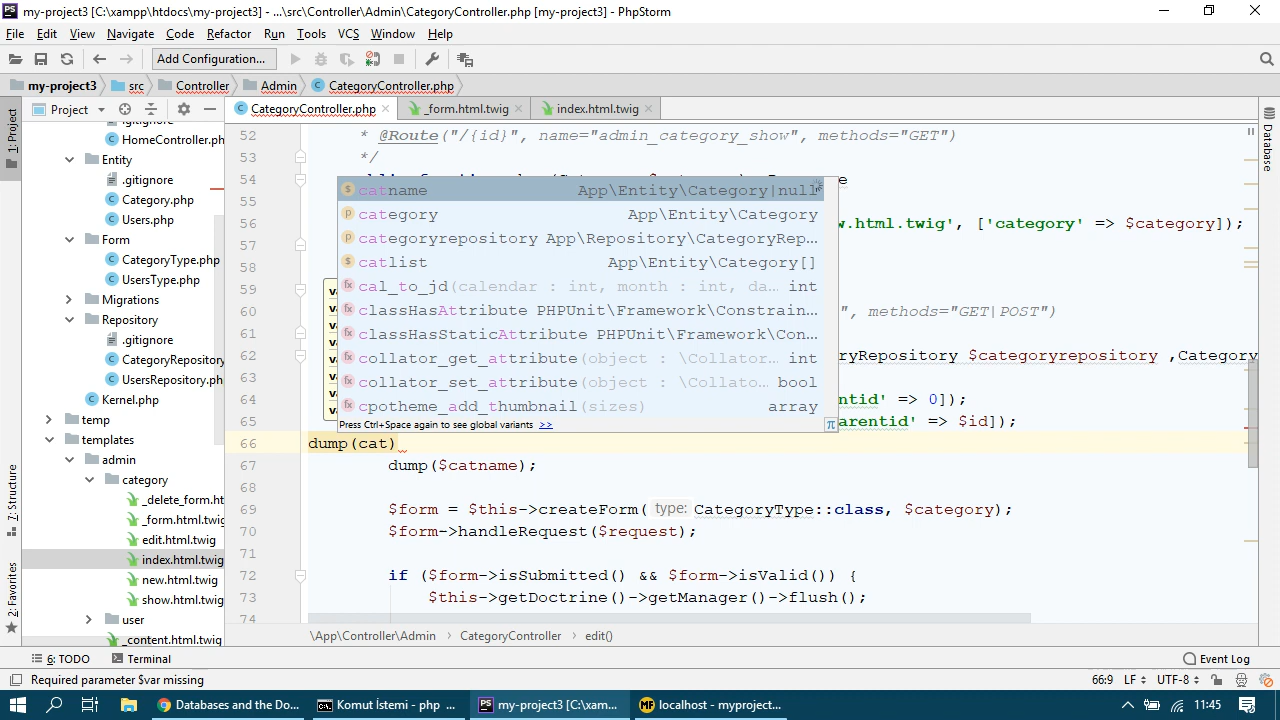 my-project3 [C:\xampp\htdocs\my-project3] - ...\src\Controller\Admin\CategoryController.php [my-project3] - PhpStorm
File Edit View Navigate Code Refactor Run Tools VCS Window Help
Add Configuration...
my-project3 src Controller Admin CategoryController.php
1: Project
Project
CategoryController.php
_form.html.twig
index.html.twig
Database
HomeController.ph
Entity
.gitignore
Category.php
Users.php
Form
CategoryType.php
UsersType.php
Migrations
Repository
.gitignore
CategoryRepository
UsersRepository.ph
Kernel.php
temp
templates
admin
category
_delete_form.ht
_form.html.twig
edit.html.twig
index.html.twig
new.html.twig
show.html.twig
user
_content.html.twig
7: Structure
2: Favorites
52 * @Route("/{id}", name="admin_category_show", methods="GET")
53 */
54
55
56 w.html.twig', ['category' => $category]);
57
58
59
60 ", methods="GET|POST")
61
62 ryRepository $categoryrepository ,Category
63
64 ntid' => 0]);
65 arentid' => $id]);
66 dump(cat)
67 dump($catname);
68
69 $form = $this->createForm( type: CategoryType::class, $category);
70 $form->handleRequest($request);
71
72 if ($form->isSubmitted() && $form->isValid()) {
73 $this->getDoctrine()->getManager()->flush();
74
catname App\Entity\Category|null
category App\Entity\Category
categoryrepository App\Repository\CategoryRep...
catlist App\Entity\Category[]
cal_to_jd(calendar : int, month : int, da... int
classHasAttribute PHPUnit\Framework\Constrain...
classHasStaticAttribute PHPUnit\Framework\Con...
collator_get_attribute(object : \Collator... int
collator_set_attribute(object : \Collato... bool
cpotheme_add_thumbnail(sizes) array
Press Ctrl+Space again to see global variants >>
\App\Controller\Admin › CategoryController › edit()
6: TODO Terminal Event Log
Required parameter $var missing 66:9 LF UTF-8
Databases and the Do...
Komut İstemi - php ...
my-project3 [C:\xam...
localhost - myproject...
11:45